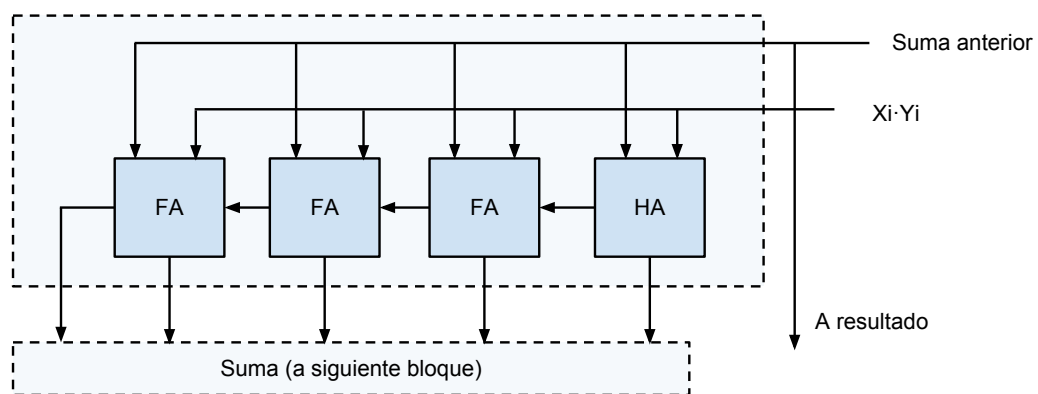 Suma anterior
Xi·Yi
FA
FA
FA
HA
A resultado
Suma (a siguiente bloque)